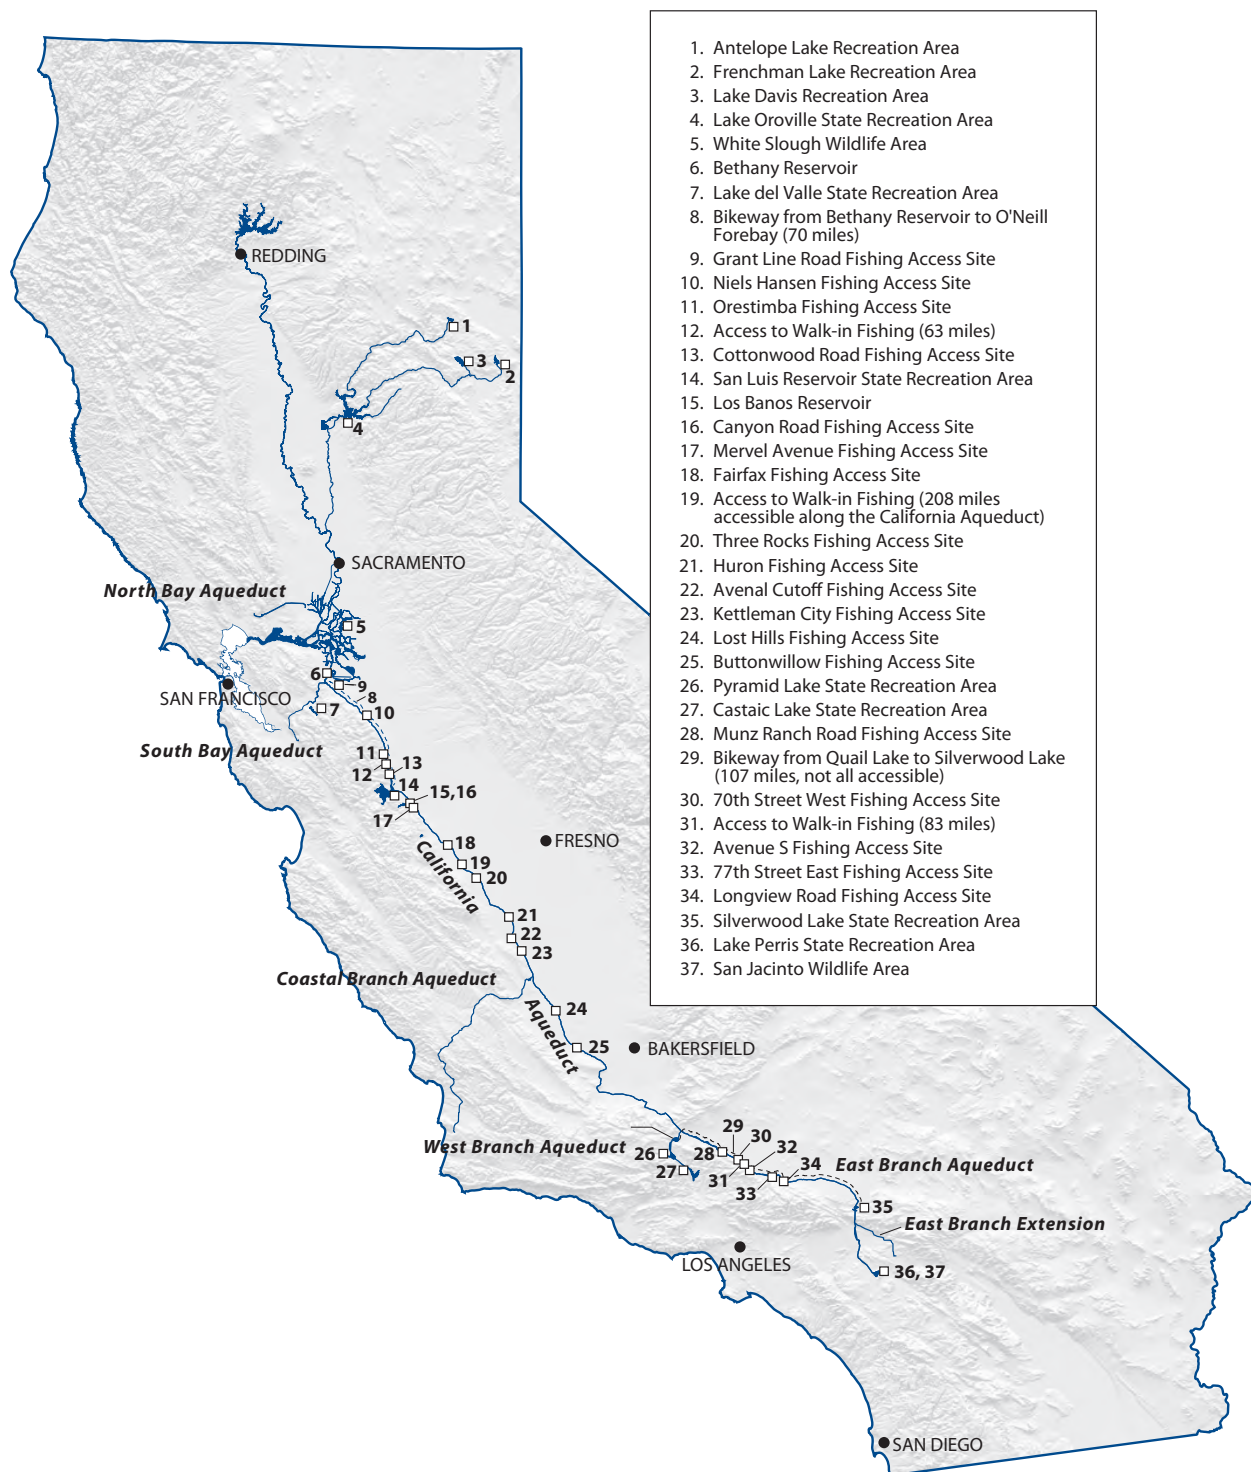 1. Antelope Lake Recreation Area
2. Frenchman Lake Recreation Area
3. Lake Davis Recreation Area
4. Lake Oroville State Recreation Area
5. White Slough Wildlife Area
6. Bethany Reservoir
7. Lake del Valle State Recreation Area
8. Bikeway from Bethany Reservoir to O'Neill
Forebay (70 miles)
9. Grant Line Road Fishing Access Site
10. Niels Hansen Fishing Access Site
11. Orestimba Fishing Access Site
12. Access to Walk-in Fishing (63 miles)
13. Cottonwood Road Fishing Access Site
14. San Luis Reservoir State Recreation Area
15. Los Banos Reservoir
16. Canyon Road Fishing Access Site
17. Mervel Avenue Fishing Access Site
18. Fairfax Fishing Access Site
19. Access to Walk-in Fishing (208 miles
accessible along the California Aqueduct)
20. Three Rocks Fishing Access Site
21. Huron Fishing Access Site
22. Avenal Cutoff Fishing Access Site
23. Kettleman City Fishing Access Site
24. Lost Hills Fishing Access Site
25. Buttonwillow Fishing Access Site
26. Pyramid Lake State Recreation Area
27. Castaic Lake State Recreation Area
28. Munz Ranch Road Fishing Access Site
29. Bikeway from Quail Lake to Silverwood Lake
(107 miles, not all accessible)
30. 70th Street West Fishing Access Site
31. Access to Walk-in Fishing (83 miles)
32. Avenue S Fishing Access Site
33. 77th Street East Fishing Access Site
34. Longview Road Fishing Access Site
35. Silverwood Lake State Recreation Area
36. Lake Perris State Recreation Area
37. San Jacinto Wildlife Area
REDDING
1
3
2
4
SACRAMENTO
North Bay Aqueduct
5
6
9
SAN FRANCISCO
8
7
10
South Bay Aqueduct
11
12
13
14
15,16
17
FRESNO
18
California
19
20
21
22
23
Coastal Branch Aqueduct
24
Aqueduct
25
BAKERSFIELD
29
30
West Branch Aqueduct
26
28
32
27
31
34
33
East Branch Aqueduct
35
East Branch Extension
LOS ANGELES
36, 37
SAN DIEGO